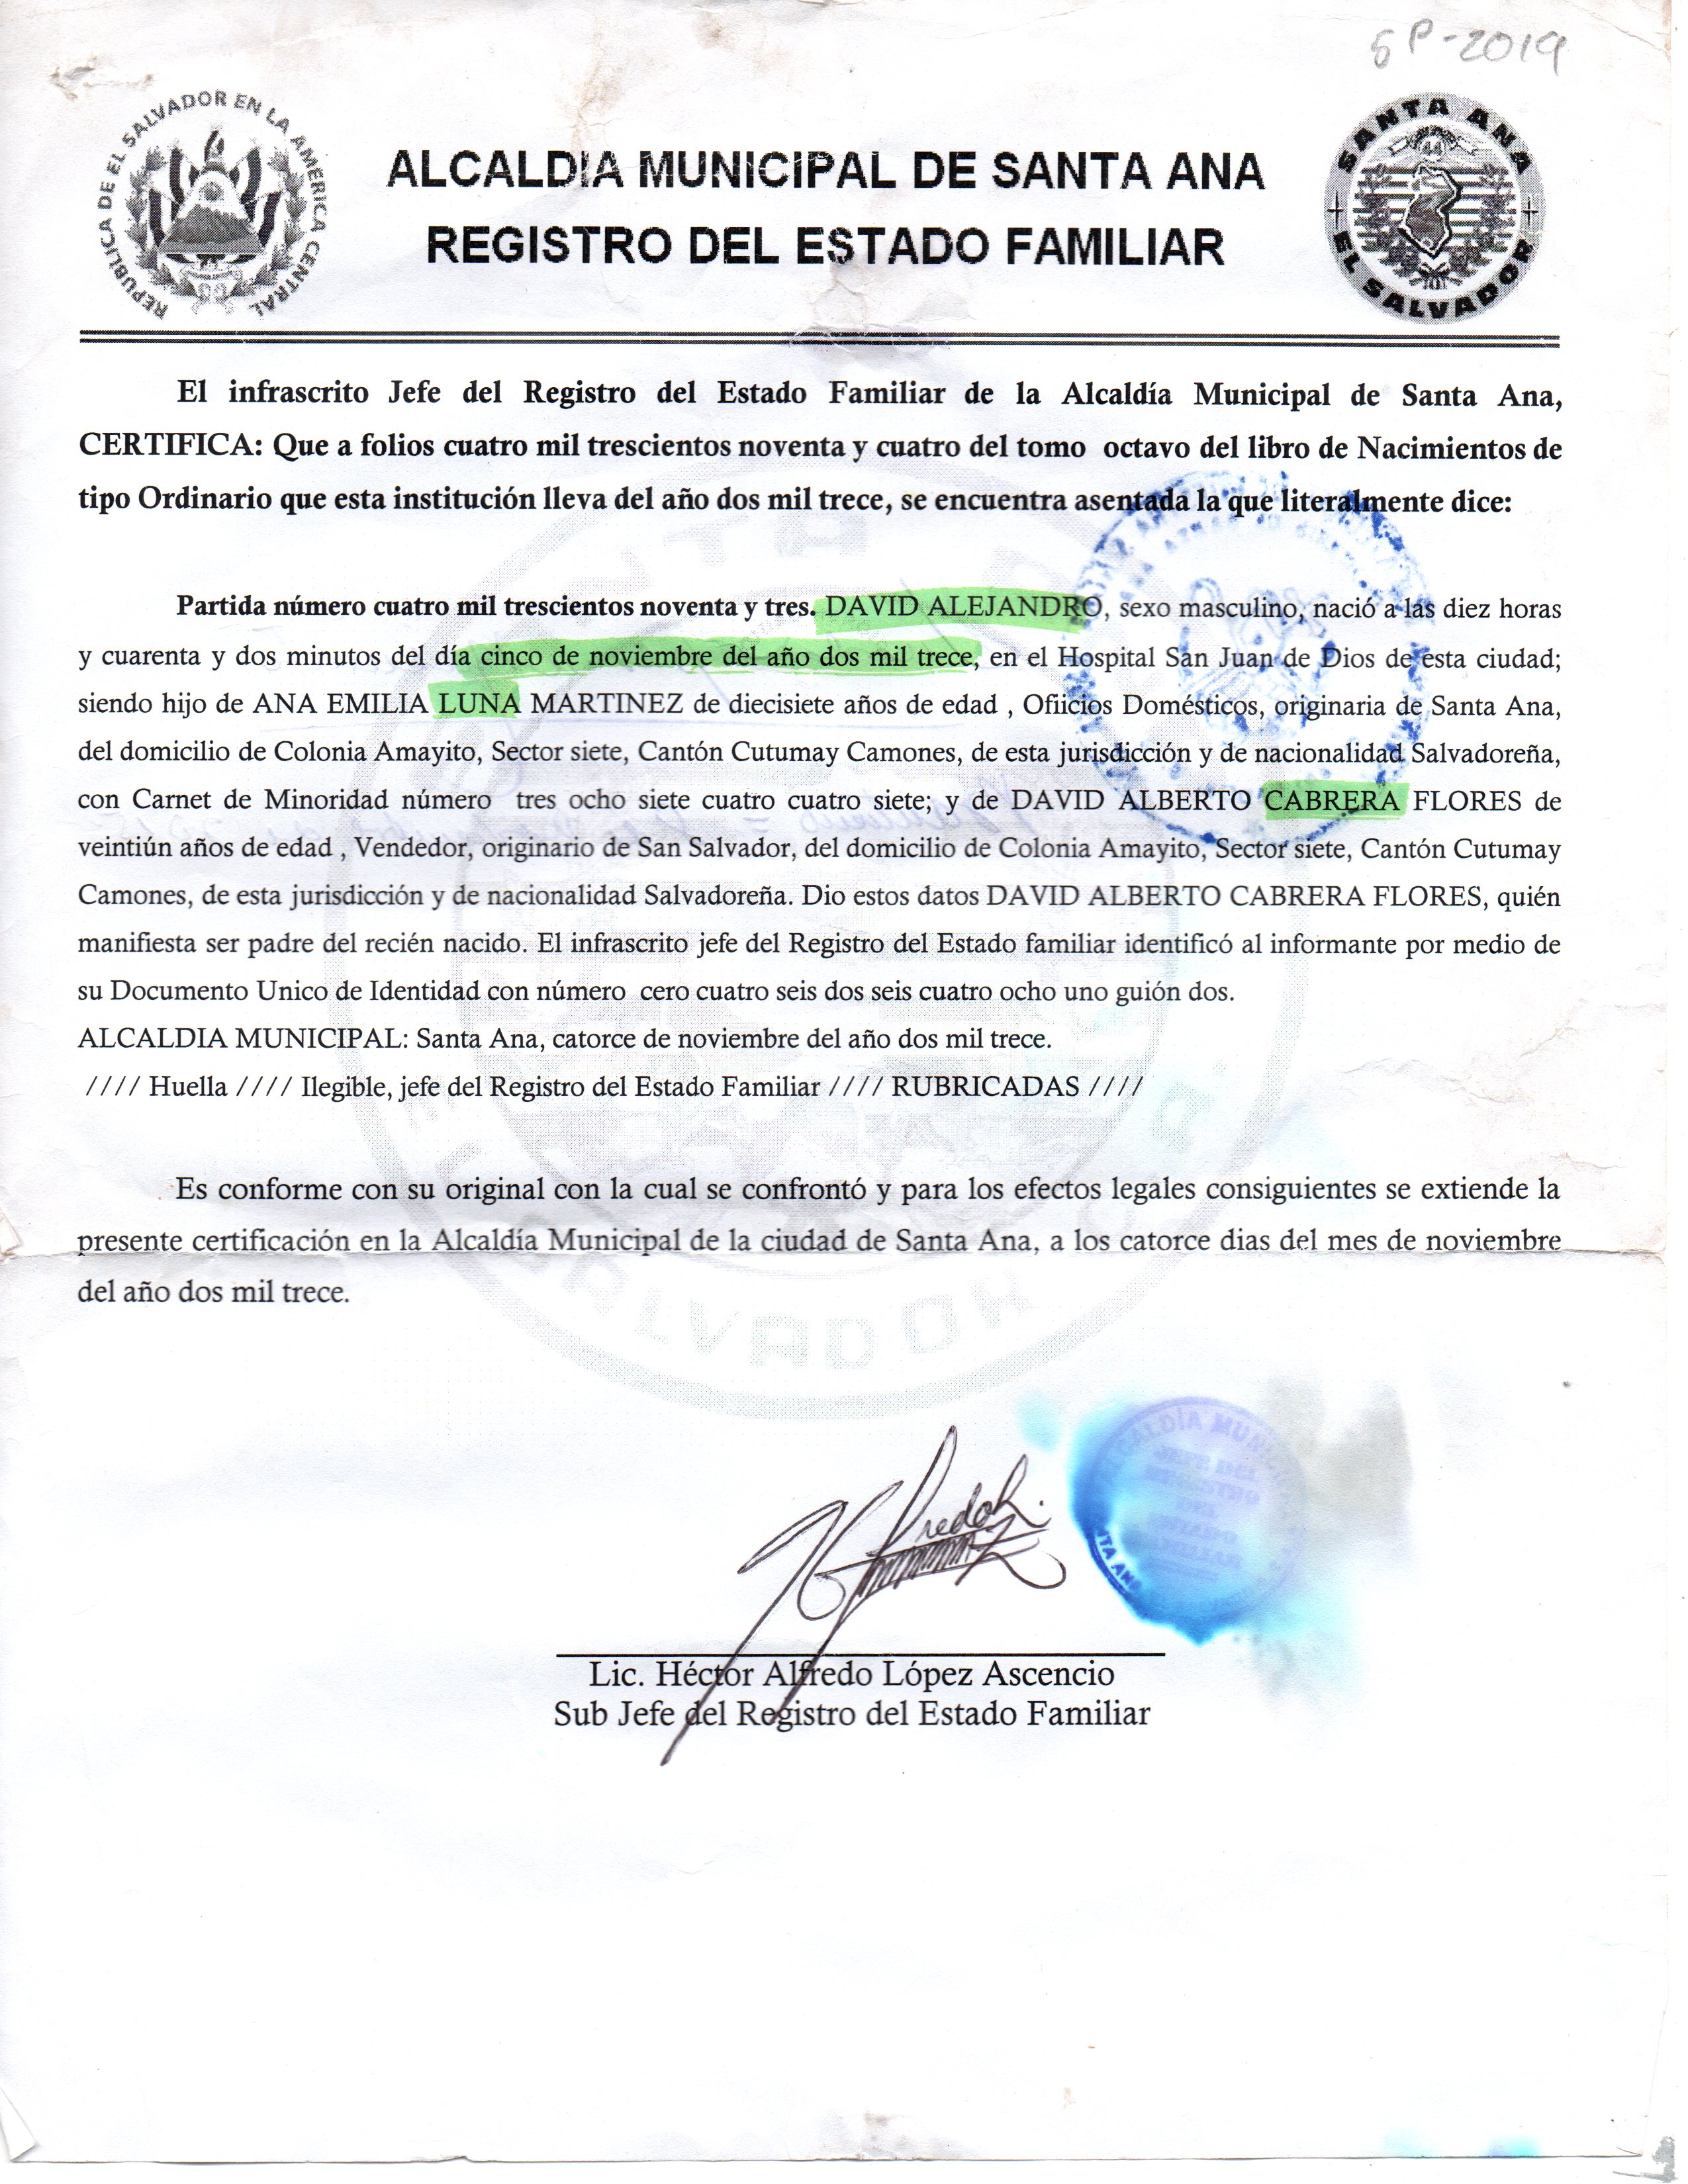 5P-2019
REPUBLICA DE EL SALVADOR EN LA AMERICA CENTRAL
ALCALDIA MUNICIPAL DE SANTA ANA
REGISTRO DEL ESTADO FAMILIAR
SANTA ANA
44
EL SALVADOR
El infrascrito Jefe del Registro del Estado Familiar de la Alcaldía Municipal de Santa Ana,
CERTIFICA: Que a folios cuatro mil trescientos noventa y cuatro del tomo octavo del libro de Nacimientos de
tipo Ordinario que esta institución lleva del año dos mil trece, se encuentra asentada la que literalmente dice:
Partida número cuatro mil trescientos noventa y tres. DAVID ALEJANDRO, sexo masculino, nació a las diez horas
y cuarenta y dos minutos del día cinco de noviembre del año dos mil trece, en el Hospital San Juan de Dios de esta ciudad;
siendo hijo de ANA EMILIA LUNA MARTINEZ de diecisiete años de edad , Ofiicios Domésticos, originaria de Santa Ana,
del domicilio de Colonia Amayito, Sector siete, Cantón Cutumay Camones, de esta jurisdicción y de nacionalidad Salvadoreña,
con Carnet de Minoridad número tres ocho siete cuatro cuatro siete; y de DAVID ALBERTO CABRERA FLORES de
veintiún años de edad , Vendedor, originario de San Salvador, del domicilio de Colonia Amayito, Sector siete, Cantón Cutumay
Camones, de esta jurisdicción y de nacionalidad Salvadoreña. Dio estos datos DAVID ALBERTO CABRERA FLORES, quién
manifiesta ser padre del recién nacido. El infrascrito jefe del Registro del Estado familiar identificó al informante por medio de
su Documento Unico de Identidad con número cero cuatro seis dos seis cuatro ocho uno guión dos.
ALCALDIA MUNICIPAL: Santa Ana, catorce de noviembre del año dos mil trece.
//// Huella //// Ilegible, jefe del Registro del Estado Familiar //// RUBRICADAS ////
Es conforme con su original con la cual se confrontó y para los efectos legales consiguientes se extiende la
presente certificación en la Alcaldía Municipal de la ciudad de Santa Ana, a los catorce dias del mes de noviembre
del año dos mil trece.
Lic. Héctor Alfredo López Ascencio
Sub Jefe del Registro del Estado Familiar